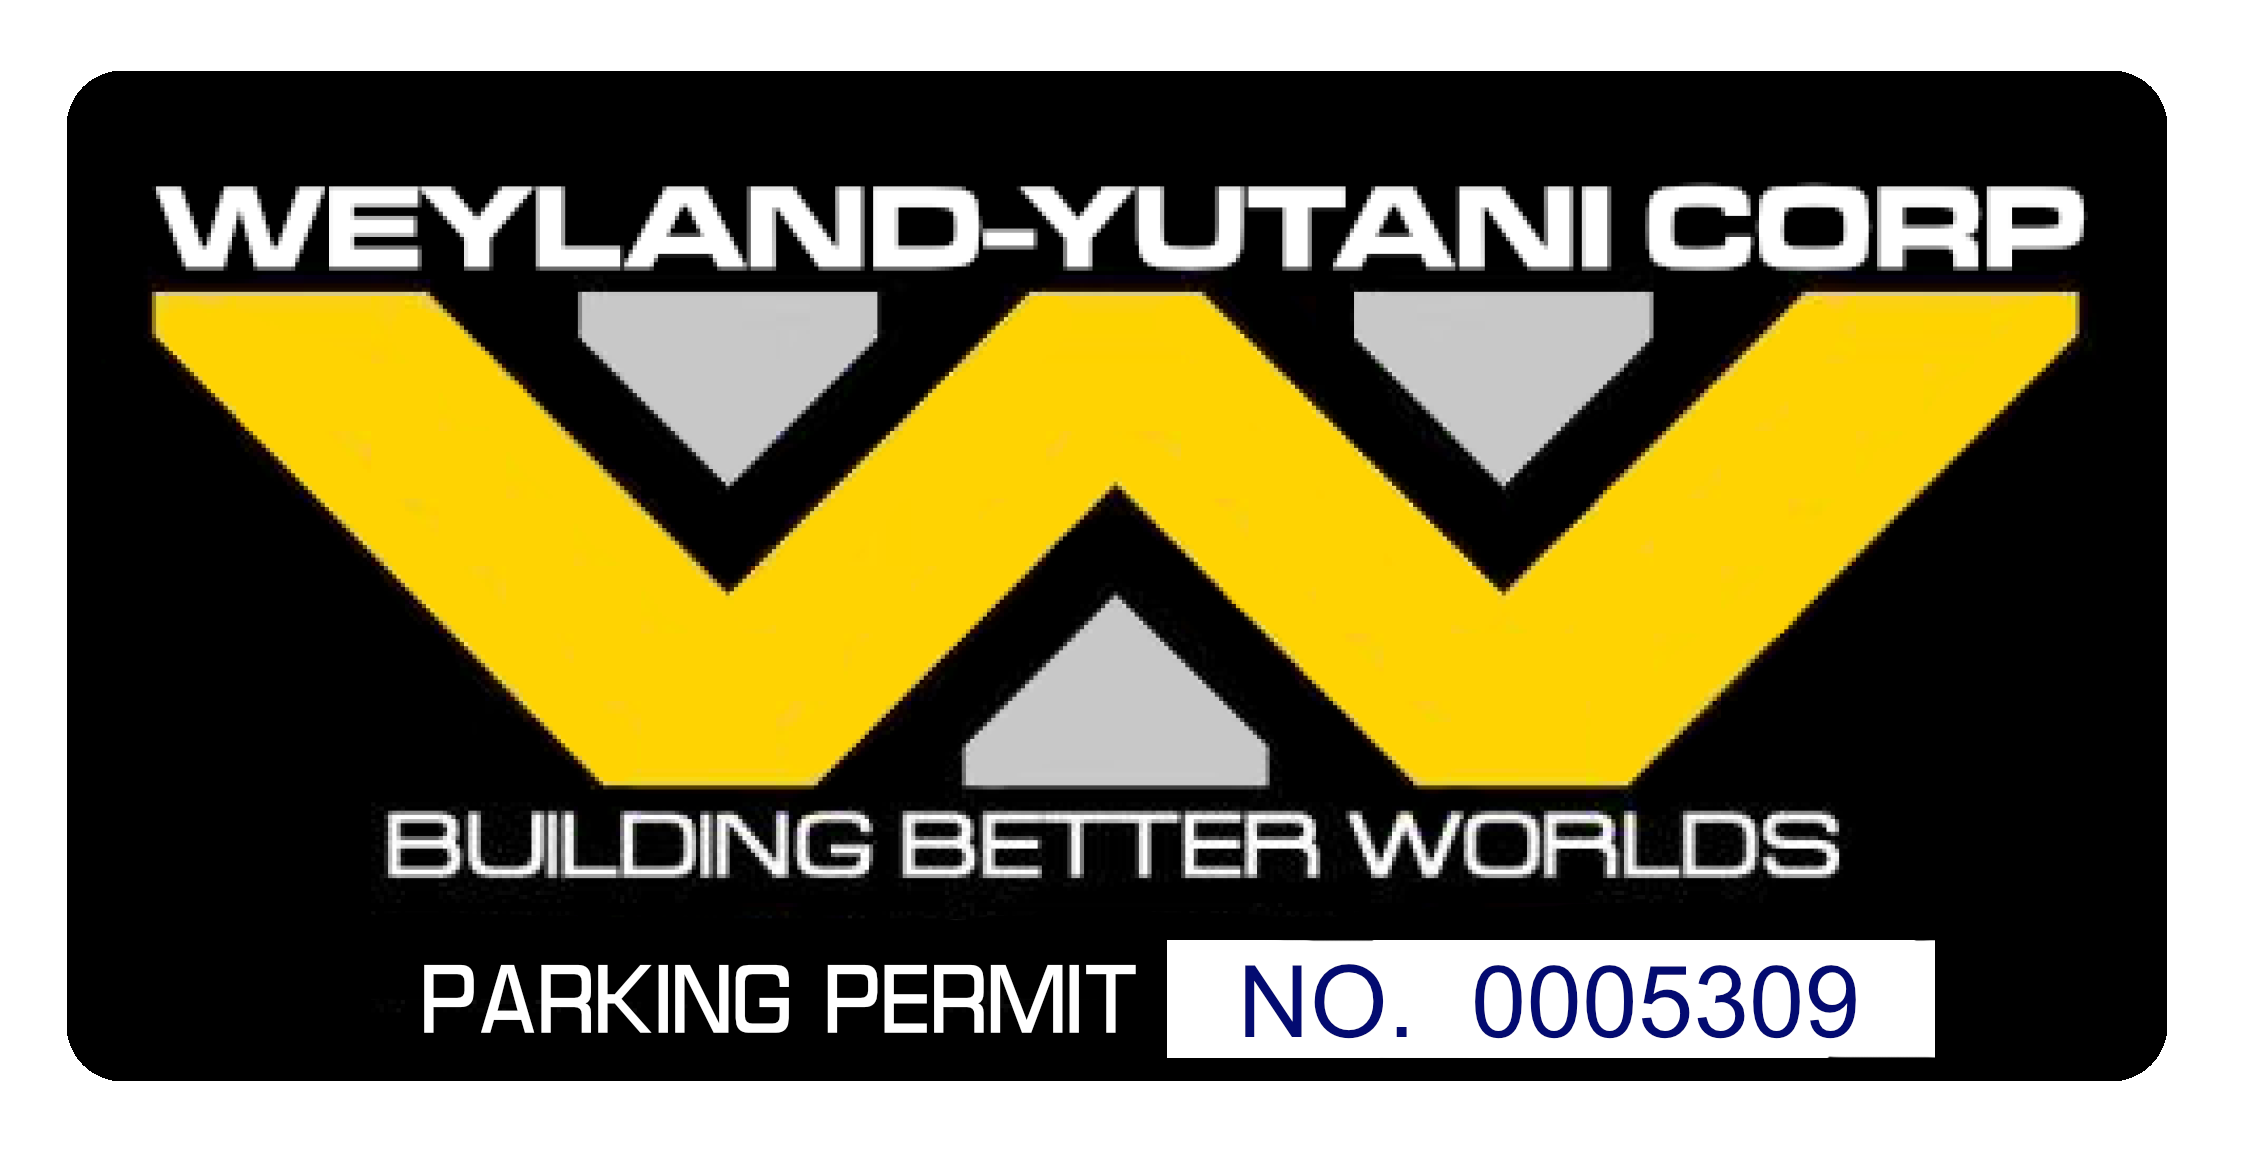 WEYLAND-YUTANI CORP
BUILDING BETTER WORLDS
PARKING PERMIT NO. 0005309